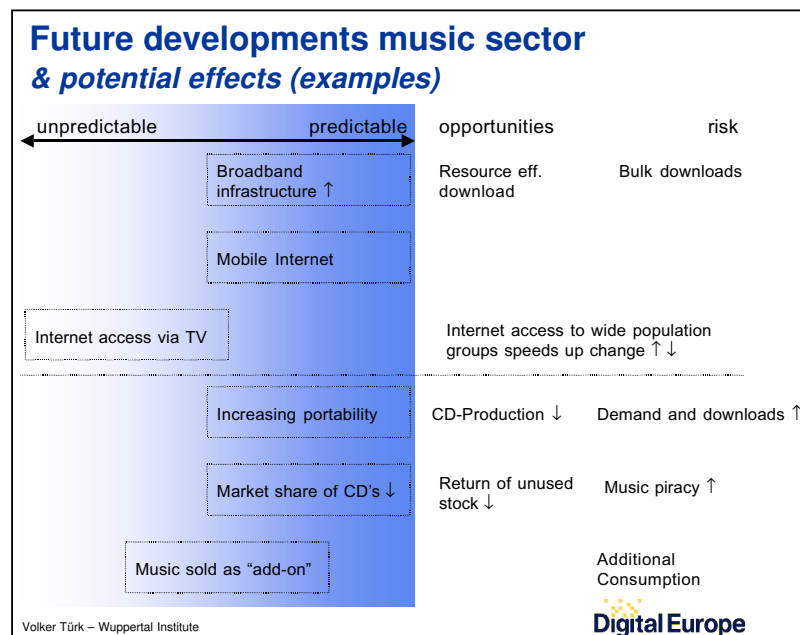 Future developments music sector
& potential effects (examples)
unpredictable predictable opportunities risk
Broadband infrastructure ↑
Resource eff. download
Bulk downloads
Mobile Internet
Internet access via TV
Internet access to wide population
groups speeds up change ↑↓
Increasing portability
CD-Production ↓
Demand and downloads ↑
Market share of CD's ↓
Return of unused
stock ↓
Music piracy ↑
Music sold as “add-on”
Additional
Consumption
Volker Türk – Wuppertal Institute
Digital Europe